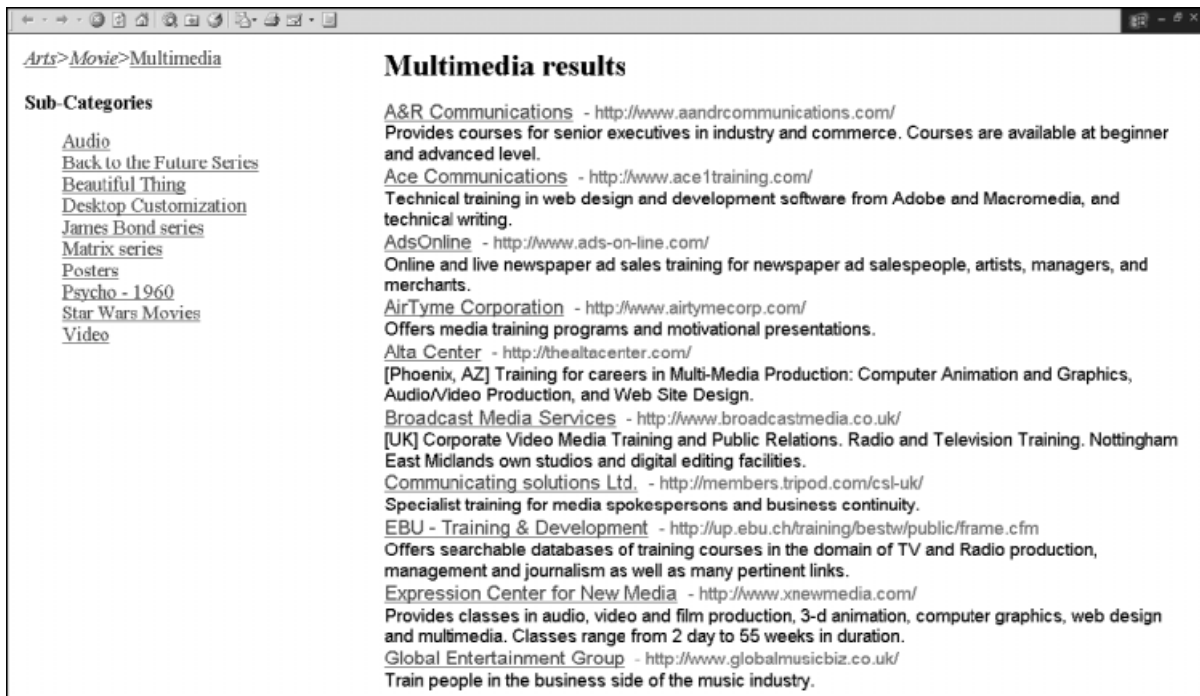 Arts>Movie>Multimedia
Sub-Categories
Audio
Back to the Future Series
Beautiful Thing
Desktop Customization
James Bond series
Matrix series
Posters
Psycho - 1960
Star Wars Movies
Video
Multimedia results
A&R Communications - http://www.aandrcommunications.com/
Provides courses for senior executives in industry and commerce. Courses are available at beginner
and advanced level.
Ace Communications - http://www.ace1training.com/
Technical training in web design and development software from Adobe and Macromedia, and
technical writing.
AdsOnline - http://www.ads-on-line.com/
Online and live newspaper ad sales training for newspaper ad salespeople, artists, managers, and
merchants.
AirTyme Corporation - http://www.airtymecorp.com/
Offers media training programs and motivational presentations.
Alta Center - http://thealtacenter.com/
[Phoenix, AZ] Training for careers in Multi-Media Production: Computer Animation and Graphics,
Audio/Video Production, and Web Site Design.
Broadcast Media Services - http://www.broadcastmedia.co.uk/
[UK] Corporate Video Media Training and Public Relations. Radio and Television Training. Nottingham
East Midlands own studios and digital editing facilities.
Communicating solutions Ltd. - http://members.tripod.com/csl-uk/
Specialist training for media spokespersons and business continuity.
EBU - Training & Development - http://up.ebu.ch/training/bestw/public/frame.cfm
Offers searchable databases of training courses in the domain of TV and Radio production,
management and journalism as well as many pertinent links.
Expression Center for New Media - http://www.xnewmedia.com/
Provides classes in audio, video and film production, 3-d animation, computer graphics, web design
and multimedia. Classes range from 2 day to 55 weeks in duration.
Global Entertainment Group - http://www.globalmusicbiz.co.uk/
Train people in the business side of the music industry.